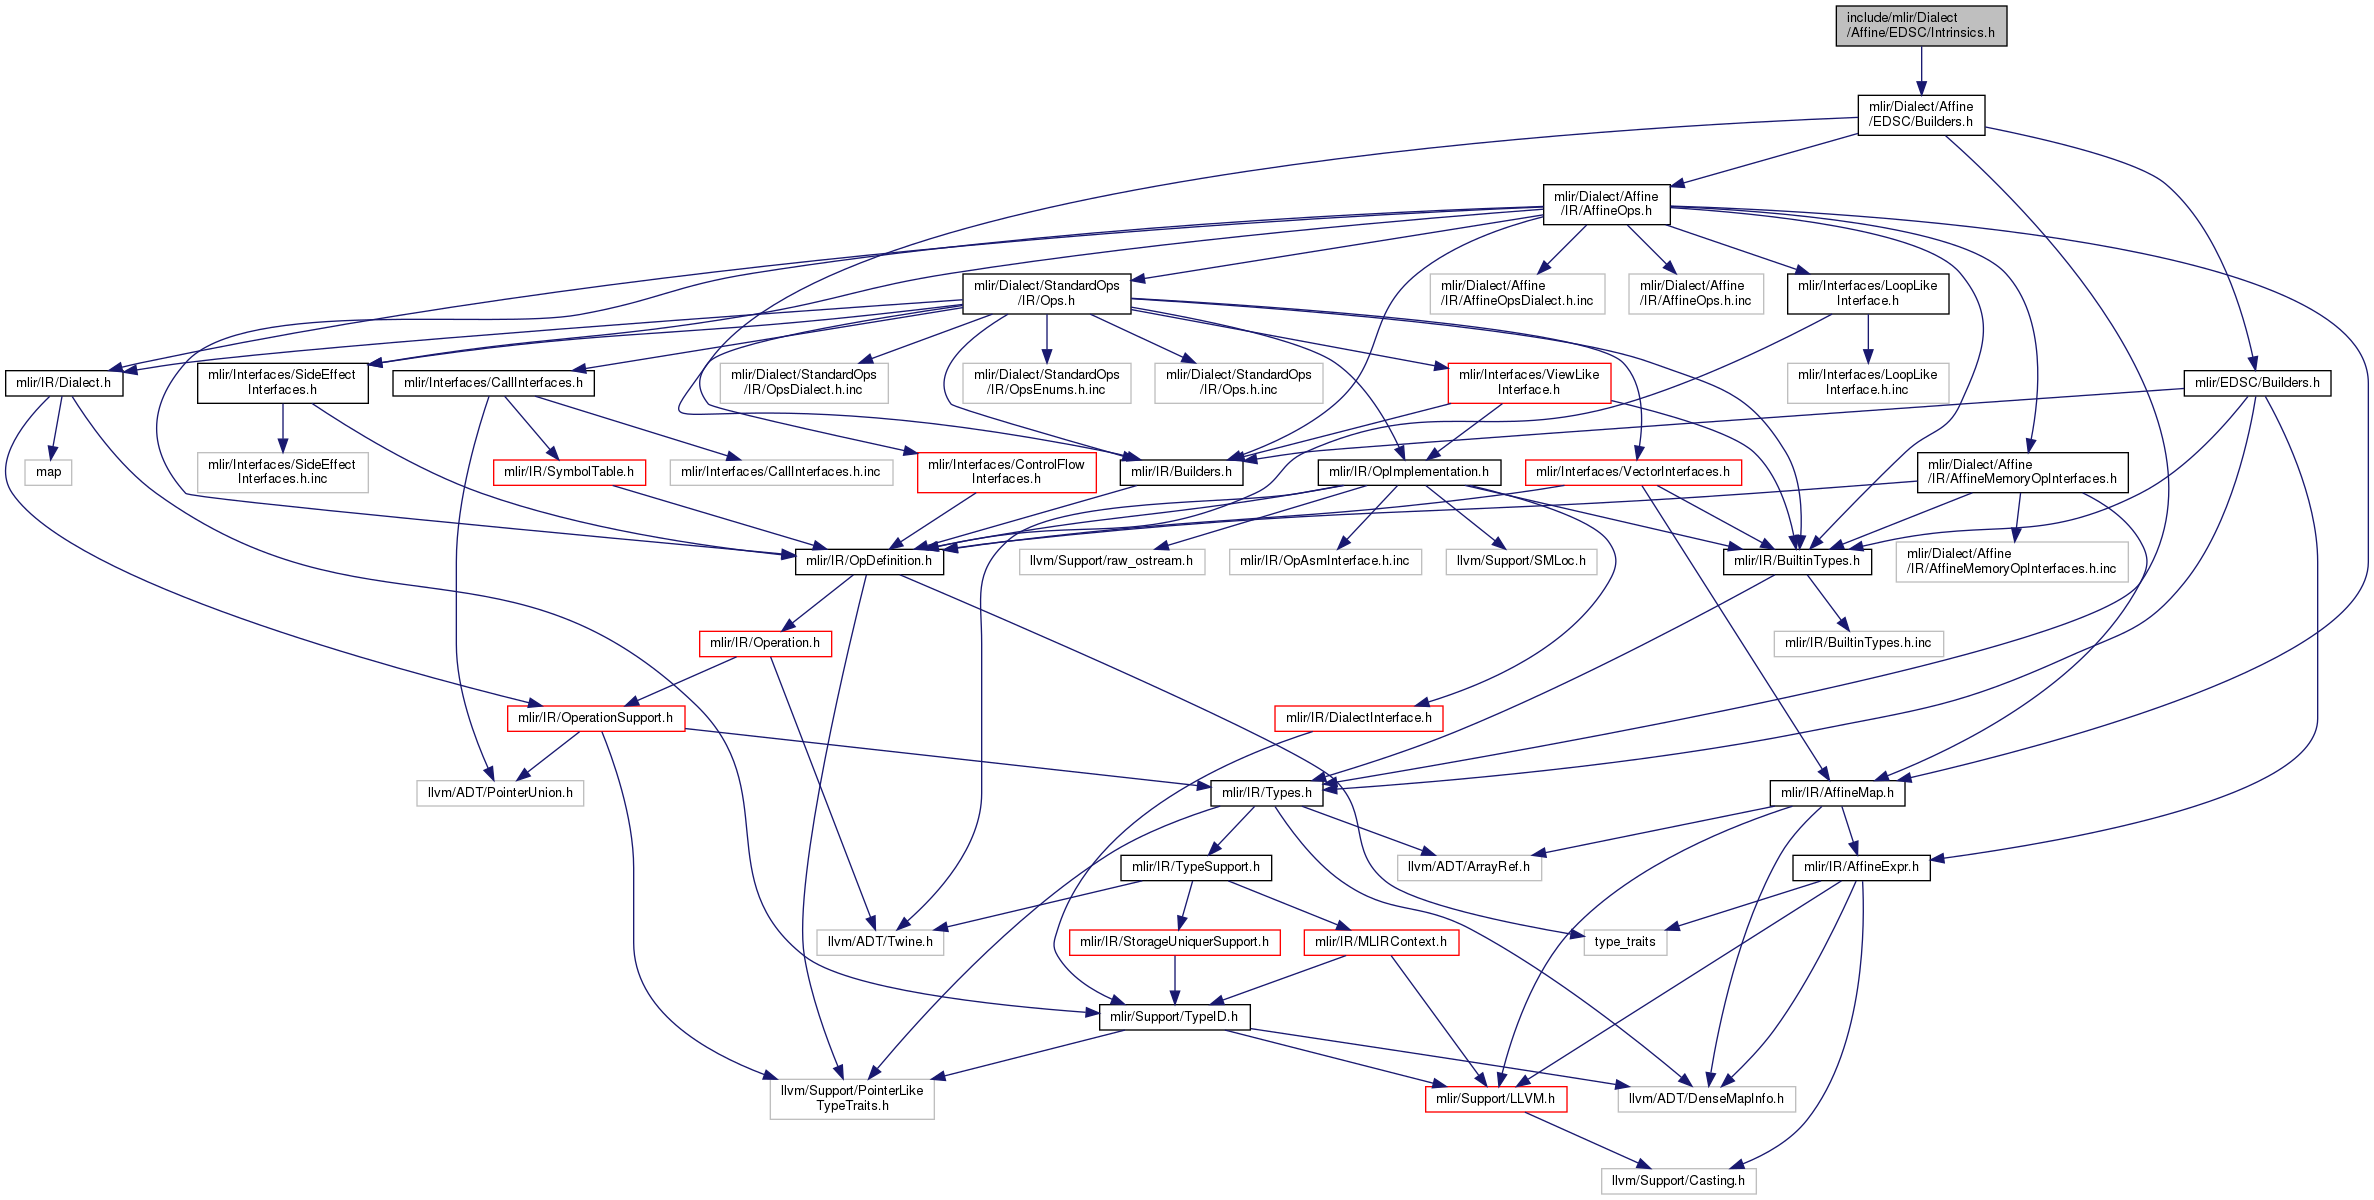 include/mlir/Dialect
/Affine/EDSC/Intrinsics.h
mlir/Dialect/Affine
/EDSC/Builders.h
mlir/Dialect/Affine
/IR/AffineOps.h
mlir/Dialect/StandardOps
/IR/Ops.h
mlir/Dialect/Affine
/IR/AffineOpsDialect.h.inc
mlir/Dialect/Affine
/IR/AffineOps.h.inc
mlir/Interfaces/LoopLike
Interface.h
mlir/IR/Dialect.h
mlir/Interfaces/SideEffect
Interfaces.h
mlir/Interfaces/CallInterfaces.h
mlir/Dialect/StandardOps
/IR/OpsDialect.h.inc
mlir/Dialect/StandardOps
/IR/OpsEnums.h.inc
mlir/Dialect/StandardOps
/IR/Ops.h.inc
mlir/Interfaces/ViewLike
Interface.h
mlir/Interfaces/LoopLike
Interface.h.inc
mlir/EDSC/Builders.h
map
mlir/Interfaces/SideEffect
Interfaces.h.inc
mlir/IR/SymbolTable.h
mlir/Interfaces/CallInterfaces.h.inc
mlir/Interfaces/ControlFlow
Interfaces.h
mlir/IR/Builders.h
mlir/IR/OpImplementation.h
mlir/Interfaces/VectorInterfaces.h
mlir/Dialect/Affine
/IR/AffineMemoryOpInterfaces.h
mlir/IR/OpDefinition.h
llvm/Support/raw_ostream.h
mlir/IR/OpAsmInterface.h.inc
llvm/Support/SMLoc.h
mlir/IR/BuiltinTypes.h
mlir/Dialect/Affine
/IR/AffineMemoryOpInterfaces.h.inc
mlir/IR/Operation.h
mlir/IR/BuiltinTypes.h.inc
mlir/IR/OperationSupport.h
mlir/IR/DialectInterface.h
llvm/ADT/PointerUnion.h
mlir/IR/Types.h
mlir/IR/AffineMap.h
mlir/IR/TypeSupport.h
llvm/ADT/ArrayRef.h
mlir/IR/AffineExpr.h
llvm/ADT/Twine.h
mlir/IR/StorageUniquerSupport.h
mlir/IR/MLIRContext.h
type_traits
mlir/Support/TypeID.h
llvm/Support/PointerLike
TypeTraits.h
mlir/Support/LLVM.h
llvm/ADT/DenseMapInfo.h
llvm/Support/Casting.h